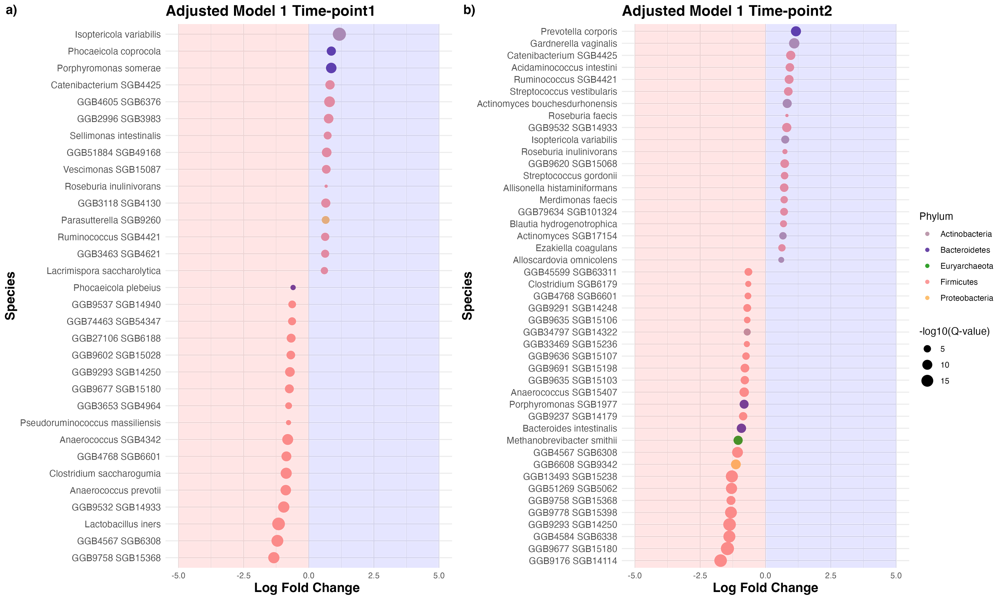 a)
Adjusted Model 1 Time-point1
Species
Isoptericola variabilis
Phocaeicola coprocola
Porphyromonas somerae
Catenibacterium SGB4425
GGB4605 SGB6376
GGB2996 SGB3983
Sellimonas intestinalis
GGB51884 SGB49168
Vescimonas SGB15087
Roseburia inulinivorans
GGB3118 SGB4130
Parasutterella SGB9260
Ruminococcus SGB4421
GGB3463 SGB4621
Lacrimispora saccharolytica
Phocaeicola plebeius
GGB9537 SGB14940
GGB74463 SGB54347
GGB27106 SGB6188
GGB9602 SGB15028
GGB9293 SGB14250
GGB9677 SGB15180
GGB3653 SGB4964
Pseudoruminococcus massiliensis
Anaerococcus SGB4342
GGB4768 SGB6601
Clostridium saccharogumia
Anaerococcus prevotii
GGB9532 SGB14933
Lactobacillus iners
GGB4567 SGB6308
GGB9758 SGB15368
-5.0 -2.5 0.0 2.5 5.0
Log Fold Change
b)
Adjusted Model 1 Time-point2
Species
Prevotella corporis
Gardnerella vaginalis
Catenibacterium SGB4425
Acidaminococcus intestini
Ruminococcus SGB4421
Streptococcus vestibularis
Actinomyces bouchesdurhonensis
Roseburia faecis
GGB9532 SGB14933
Isoptericola variabilis
Roseburia inulinivorans
GGB9620 SGB15068
Streptococcus gordonii
Allisonella histaminiformans
Merdimonas faecis
GGB79634 SGB101324
Blautia hydrogenotrophica
Actinomyces SGB17154
Ezakiella coagulans
Alloscardovia omnicolens
GGB45599 SGB63311
Clostridium SGB6179
GGB4768 SGB6601
GGB9291 SGB14248
GGB9635 SGB15106
GGB34797 SGB14322
GGB33469 SGB15236
GGB9636 SGB15107
GGB9691 SGB15198
GGB9635 SGB15103
Anaerococcus SGB15407
Porphyromonas SGB1977
GGB9237 SGB14179
Bacteroides intestinalis
Methanobrevibacter smithii
GGB4567 SGB6308
GGB6608 SGB9342
GGB13493 SGB15238
GGB51269 SGB5062
GGB9758 SGB15368
GGB9778 SGB15398
GGB9293 SGB14250
GGB4584 SGB6338
GGB9677 SGB15180
GGB9176 SGB14114
-5.0 -2.5 0.0 2.5 5.0
Log Fold Change
Phylum
Actinobacteria
Bacteroidetes
Euryarchaeota
Firmicutes
Proteobacteria
-log10(Q-value)
5
10
15